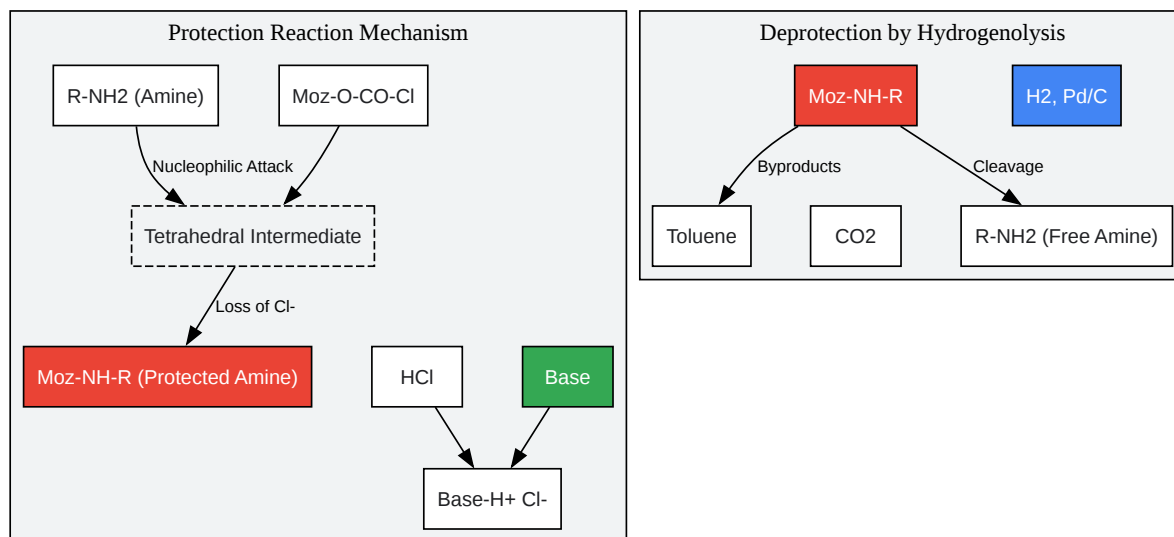 Protection Reaction Mechanism
R-NH2 (Amine)
Moz-O-CO-Cl
Nucleophilic Attack
Tetrahedral Intermediate
Loss of Cl-
Moz-NH-R (Protected Amine)
HCl
Base
Base-H+ Cl-
Deprotection by Hydrogenolysis
Moz-NH-R
H2, Pd/C
Byproducts
Cleavage
Toluene
CO2
R-NH2 (Free Amine)